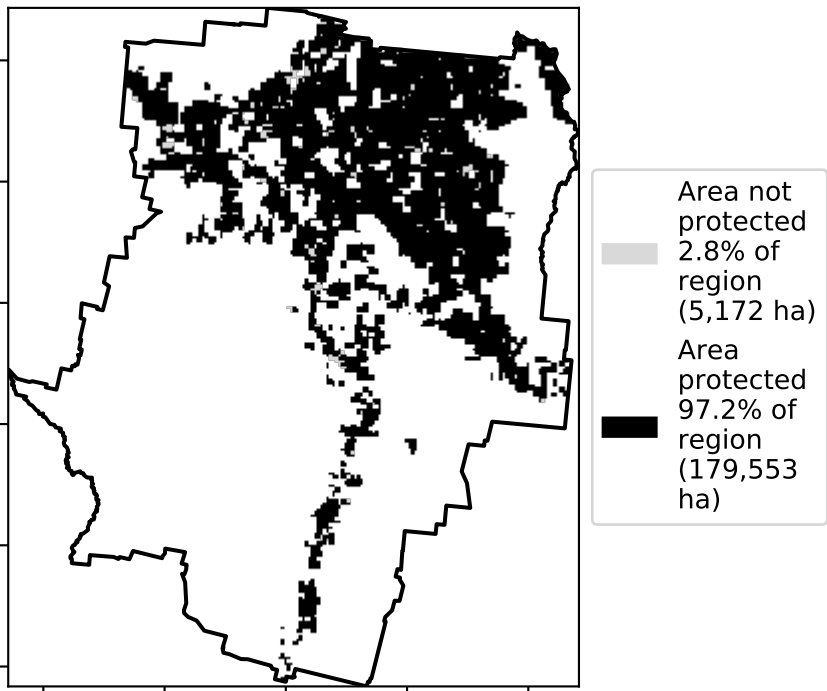 Area not
protected
2.8% of
region
(5,172 ha)
Area
protected
97.2% of
region
(179,553
ha)